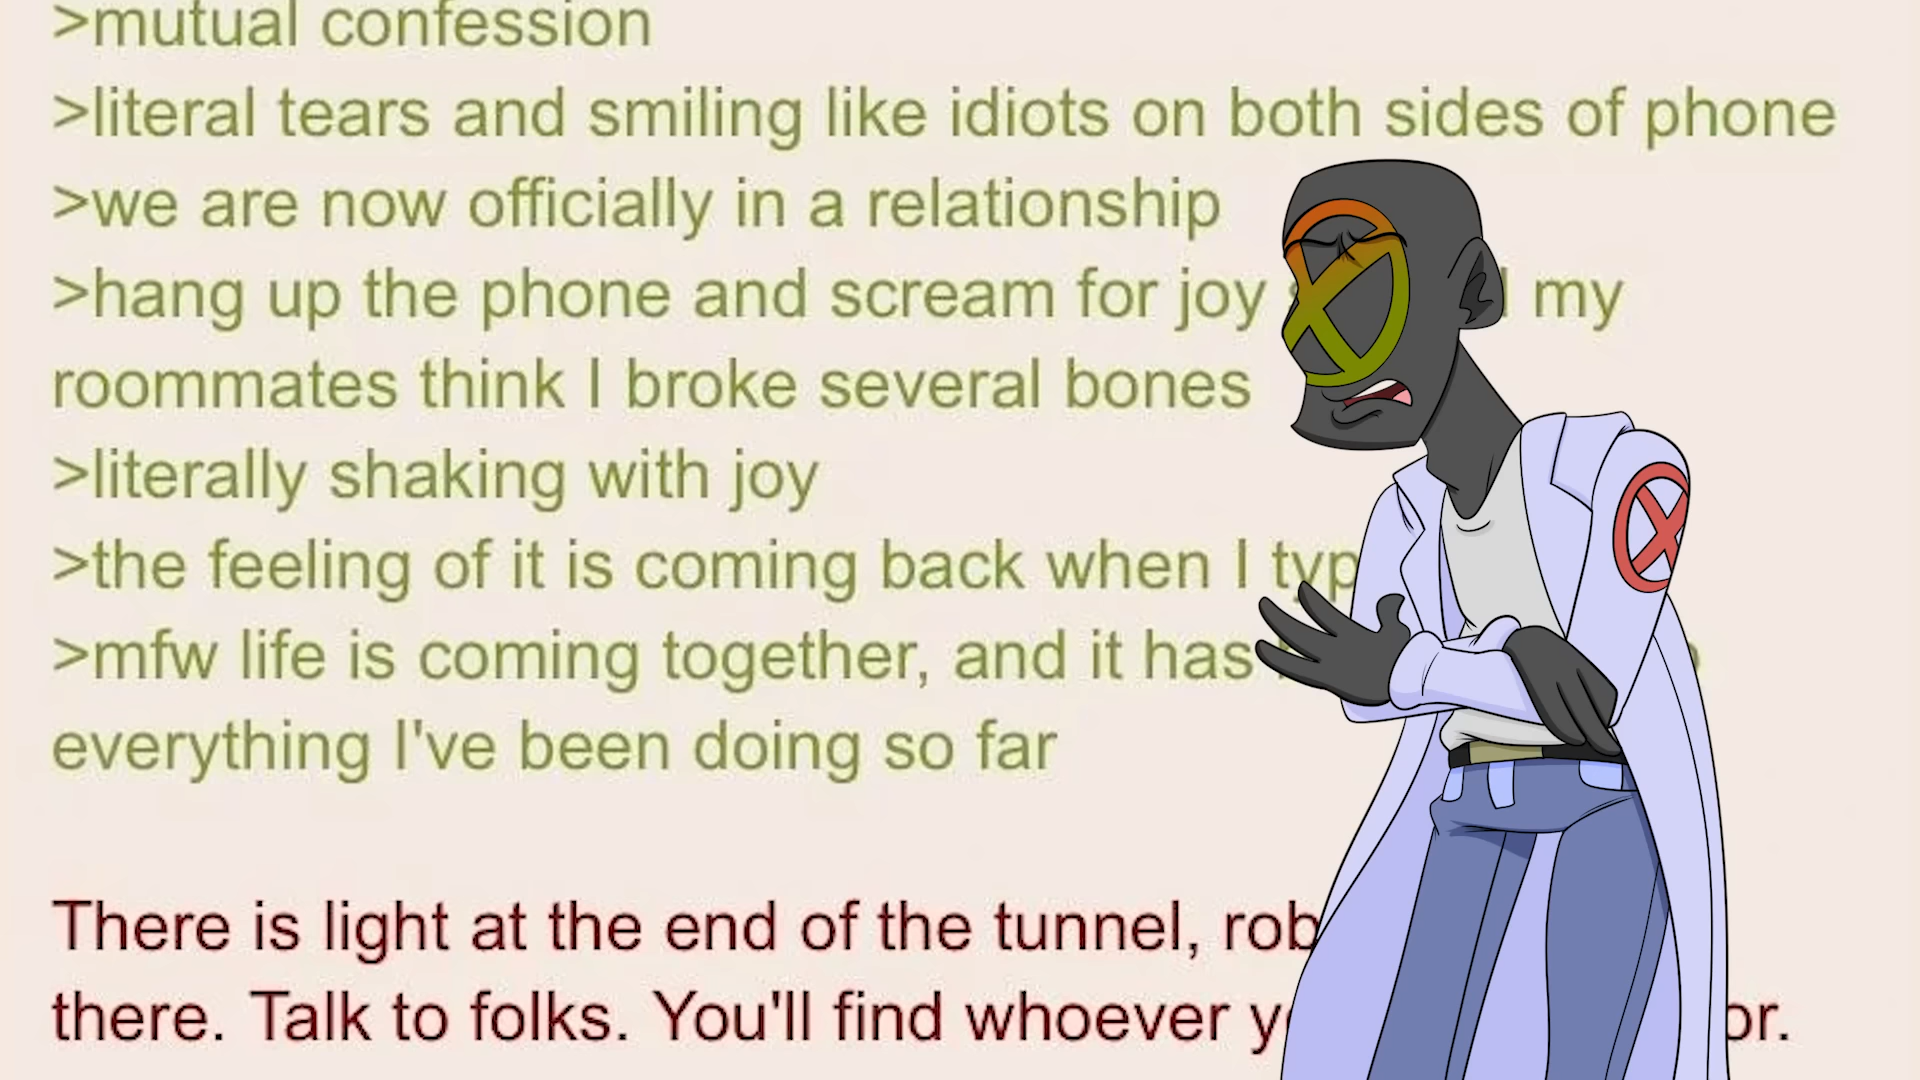 >mutual confession
>literal tears and smiling like idiots on both sides of phone
>we are now officially in a relationship
>hang up the phone and scream for joy my
roommates think I broke several bones
>literally shaking with joy
>the feeling of it is coming back when I
>mfw life is coming together, and it has
everything I've been doing so far
There is light at the end of the tunnel,
there. Talk to folks. You'll find whoever